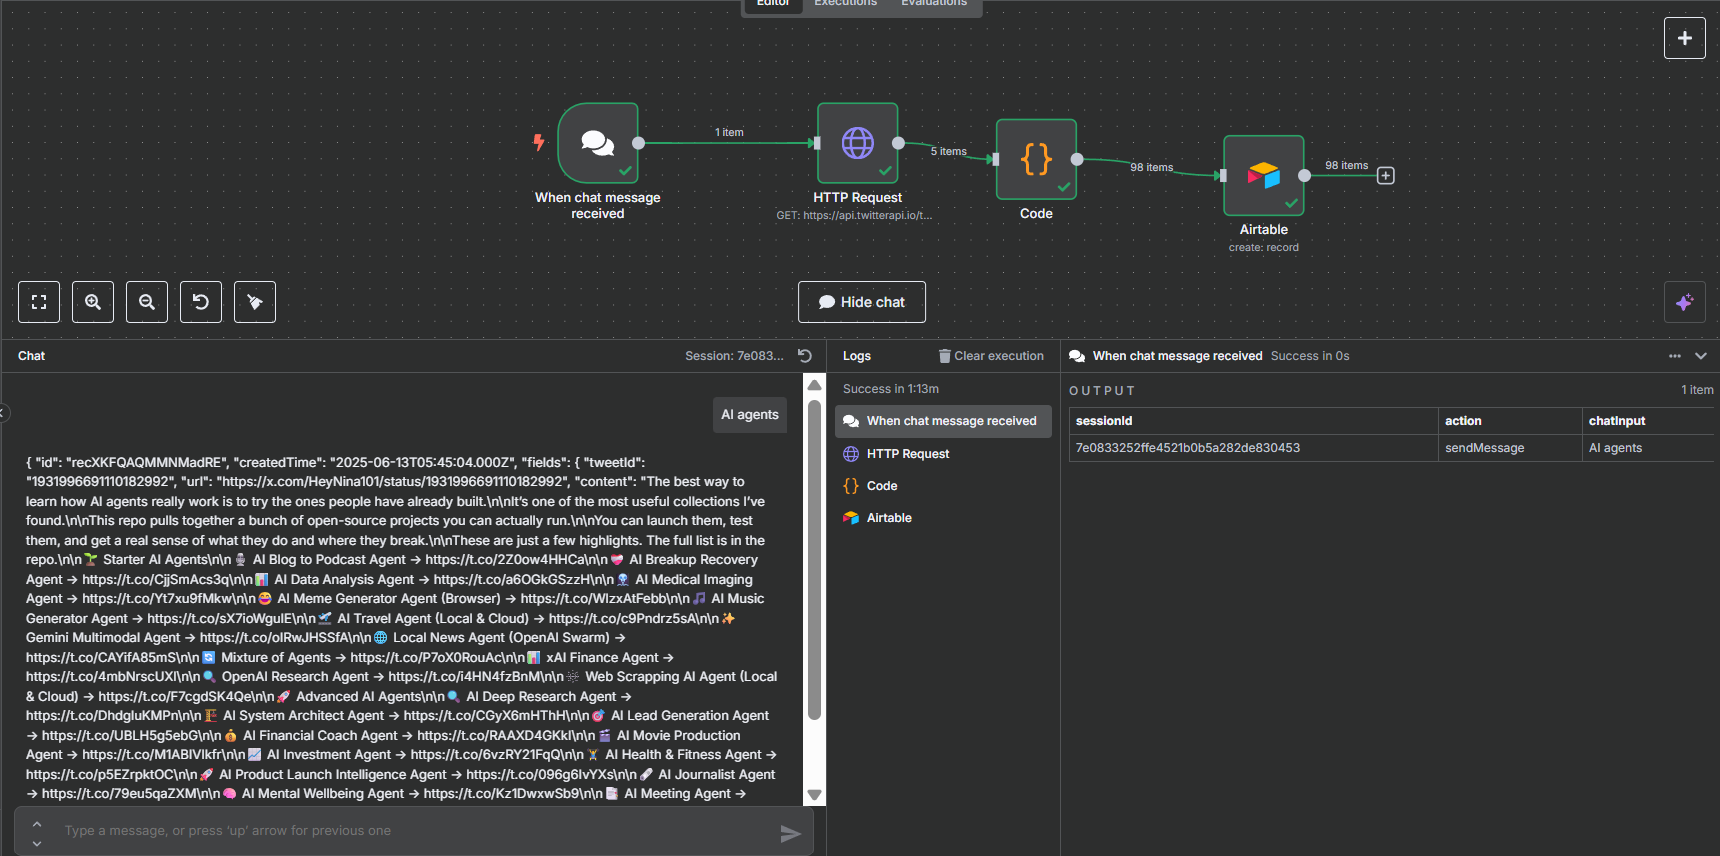 Editor Executions Evaluations
1 item
5 items
98 items
98 items
When chat message
received
HTTP Request
GET: https://api.twitterapi.io/t...
Code
Airtable
create: record
Hide chat
Chat
Session: 7e083...
AI agents
{ "id": "recXKFQAQMMNMadRE", "createdTime": "2025-06-13T05:45:04.000Z", "fields": { "tweetId":
"1931996691110182992", "url": "https://x.com/HeyNina101/status/1931996691110182992", "content": "The best way to
learn how AI agents really work is to try the ones people have already built.\n\nIt’s one of the most useful collections I’ve
found.\n\nThis repo pulls together a bunch of open-source projects you can actually run.\n\nYou can launch them, test
them, and get a real sense of what they do and where they break.\n\nThese are just a few highlights. The full list is in the
repo.\n\n🌱 Starter AI Agents\n\n🎙 AI Blog to Podcast Agent → https://t.co/2Z0ow4HHCa\n\n💔 AI Breakup Recovery
Agent → https://t.co/CjjSmAcs3q\n\n📊 AI Data Analysis Agent → https://t.co/a6OGkGSzzH\n\n🩻 AI Medical Imaging
Agent → https://t.co/Yt7xu9fMkw\n\n😂 AI Meme Generator Agent (Browser) → https://t.co/WlzxAtFebb\n\n🎵 AI Music
Generator Agent → https://t.co/sX7ioWguIE\n\n🛫 AI Travel Agent (Local & Cloud) → https://t.co/c9Pndrz5sA\n\n✨
Gemini Multimodal Agent → https://t.co/olRwJHSSfA\n\n🌐 Local News Agent (OpenAI Swarm) →
https://t.co/CAYifA85mS\n\n🔄 Mixture of Agents → https://t.co/P7oX0RouAc\n\n📊 xAI Finance Agent →
https://t.co/4mbNrscUXl\n\n🔍 OpenAI Research Agent → https://t.co/i4HN4fzBnM\n\n🕸 Web Scrapping AI Agent (Local
& Cloud) → https://t.co/F7cgdSK4Qe\n\n🚀 Advanced AI Agents\n\n🔍 AI Deep Research Agent →
https://t.co/DhdgluKMPn\n\n🏗 AI System Architect Agent → https://t.co/CGyX6mHThH\n\n🎯 AI Lead Generation Agent
→ https://t.co/UBLH5g5ebG\n\n💰 AI Financial Coach Agent → https://t.co/RAAXD4GKkI\n\n🎬 AI Movie Production
Agent → https://t.co/M1ABIVlkfr\n\n📈 AI Investment Agent → https://t.co/6vzRY21FqQ\n\n🏋️ AI Health & Fitness Agent →
https://t.co/p5EZrpktOC\n\n🚀 AI Product Launch Intelligence Agent → https://t.co/096g6IvYXs\n\n🗞 AI Journalist Agent
→ https://t.co/79eu5qaZXM\n\n🧠 AI Mental Wellbeing Agent → https://t.co/Kz1DwxwSb9\n\n📑 AI Meeting Agent →
Type a message, or press 'up' arrow for previous one
Logs
Clear execution
Success in 1:13m
When chat message received
HTTP Request
Code
Airtable
When chat message received Success in 0s
OUTPUT
1 item
sessionId action chatInput
7e0833252ffe4521b0b5a282de830453 sendMessage AI agents